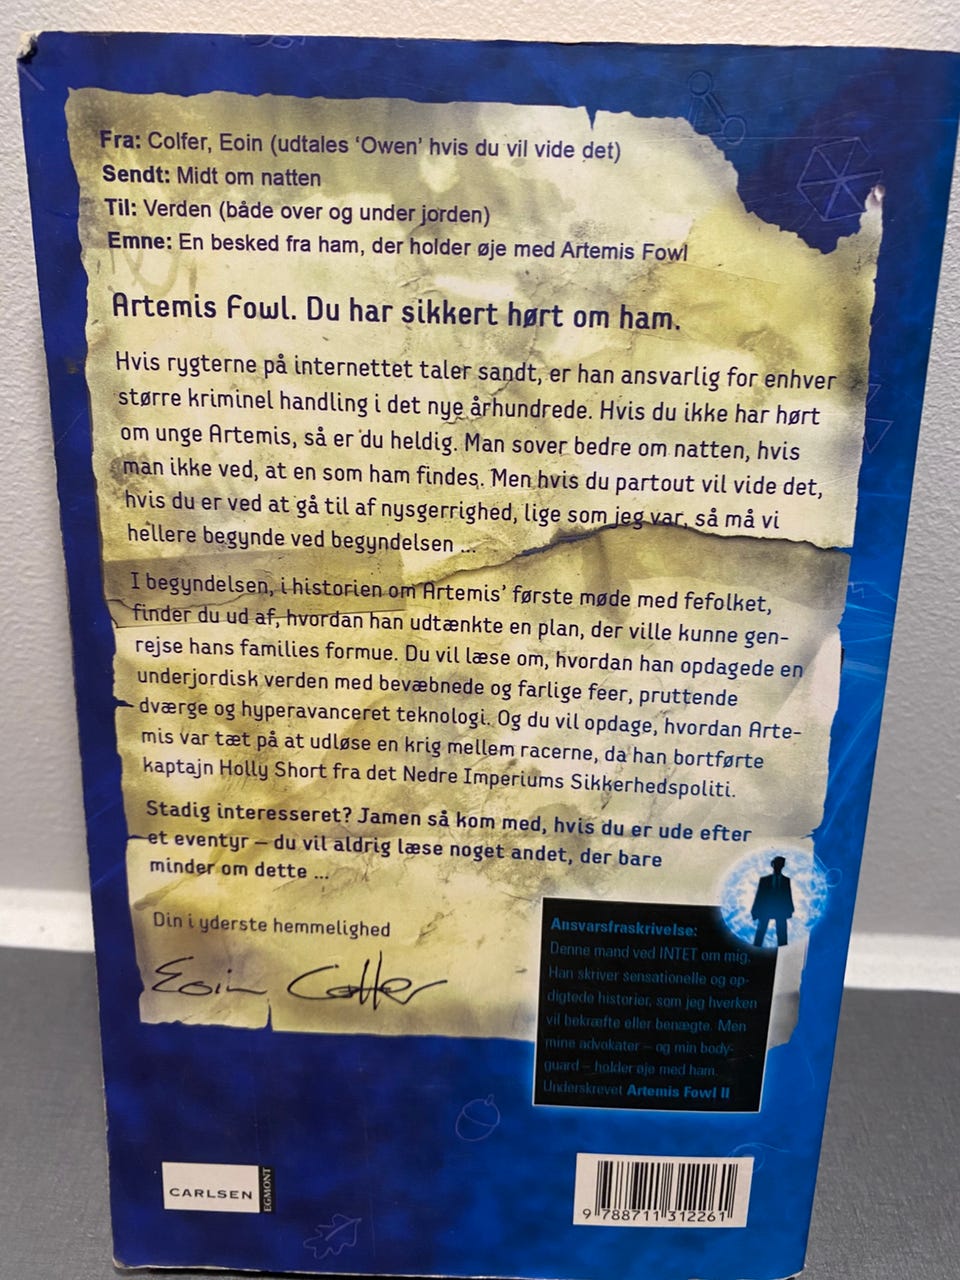 Fra: Colfer, Eoin (udtales ‘Owen’ hvis du vil vide det)
Sendt: Midt om natten
Til: Verden (både over og under jorden)
Emne: En besked fra ham, der holder øje med Artemis Fowl
Artemis Fowl. Du har sikkert hørt om ham.
Hvis rygterne på internettet taler sandt, er han ansvarlig for enhver
større kriminel handling i det nye århundrede. Hvis du ikke har hørt
om unge Artemis, så er du heldig. Man sover bedre om natten, hvis
man ikke ved, at en som ham findes. Men hvis du partout vil vide det,
hvis du er ved at gå til af nysgerrighed, lige som jeg var, så må vi
hellere begynde ved begyndelsen ...
I begyndelsen, i historien om Artemis’ første møde med fefolket,
finder du ud af, hvordan han udtænkte en plan, der ville kunne gen-
rejse hans families formue. Du vil læse om, hvordan han opdagede en
underjordisk verden med bevæbnede og farlige feer, pruttende
dværge og hyperavanceret teknologi. Og du vil opdage, hvordan Arte-
mis var tæt på at udløse en krig mellem racerne, da han bortførte
kaptajn Holly Short fra det Nedre Imperiums Sikkerhedspoliti.
Stadig interesseret? Jamen så kom med, hvis du er ude efter
et eventyr – du vil aldrig læse noget andet, der bare
minder om dette ...
Din i yderste hemmelighed
Eoin Colfer
Ansvarsfraskrivelse:
Denne mand ved INTET om mig.
Han skriver sensationelle og op-
digtede historier, som jeg hverken
vil bekræfte eller benægte. Men
mine advokater – og min body-
guard – holder øje med ham.
Underskrevet Artemis Fowl II
CARLSEN
EGMONT
9 788711 312261